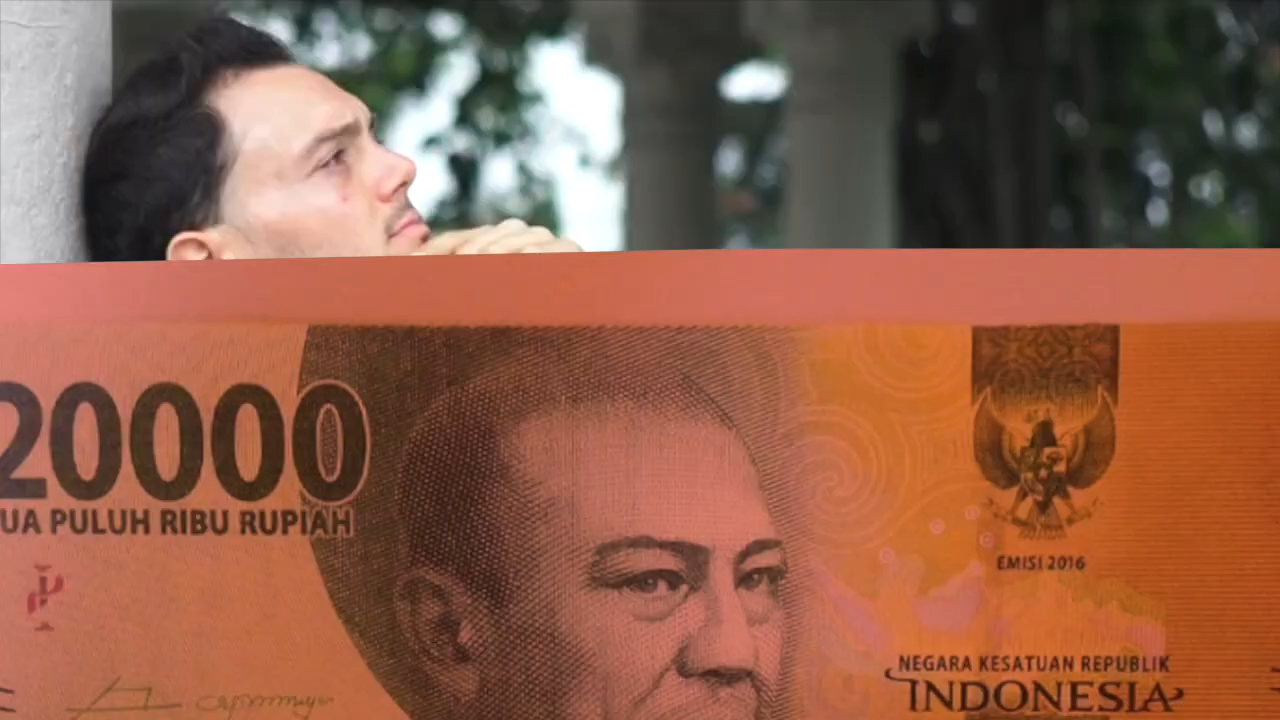 20000
UA PULUH RIBU RUPIAH
EMISI 2016
NEGARA KESATUAN REPUBLIK
INDONESIA